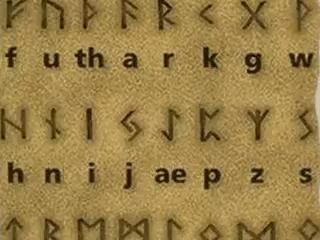 ᚠ ᚢ ᚦ ᚨ ᚱ ᚲ ᚷ ᚹ
f u th a r k g w
ᚺ ᚾ ᛁ ᛃ ᛇ ᛈ ᛉ ᛊ
h n i j ae p z s
ᛏ ᛒ ᛖ ᛗ ᛚ